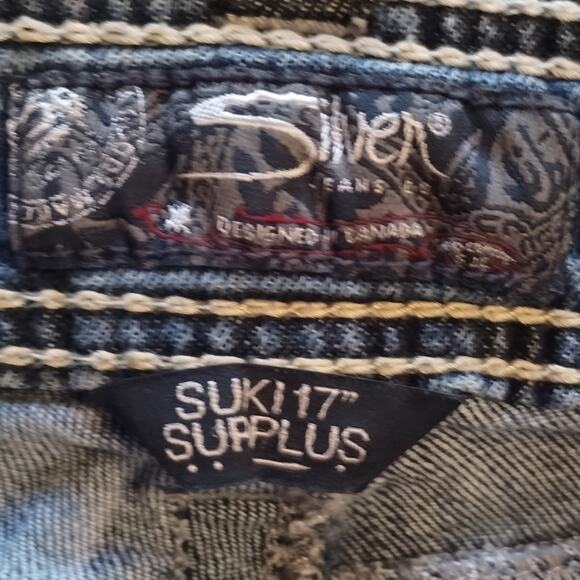 Silver®
JEANS CO
DESIGNED IN CANADA
SUKI 17"
SURPLUS